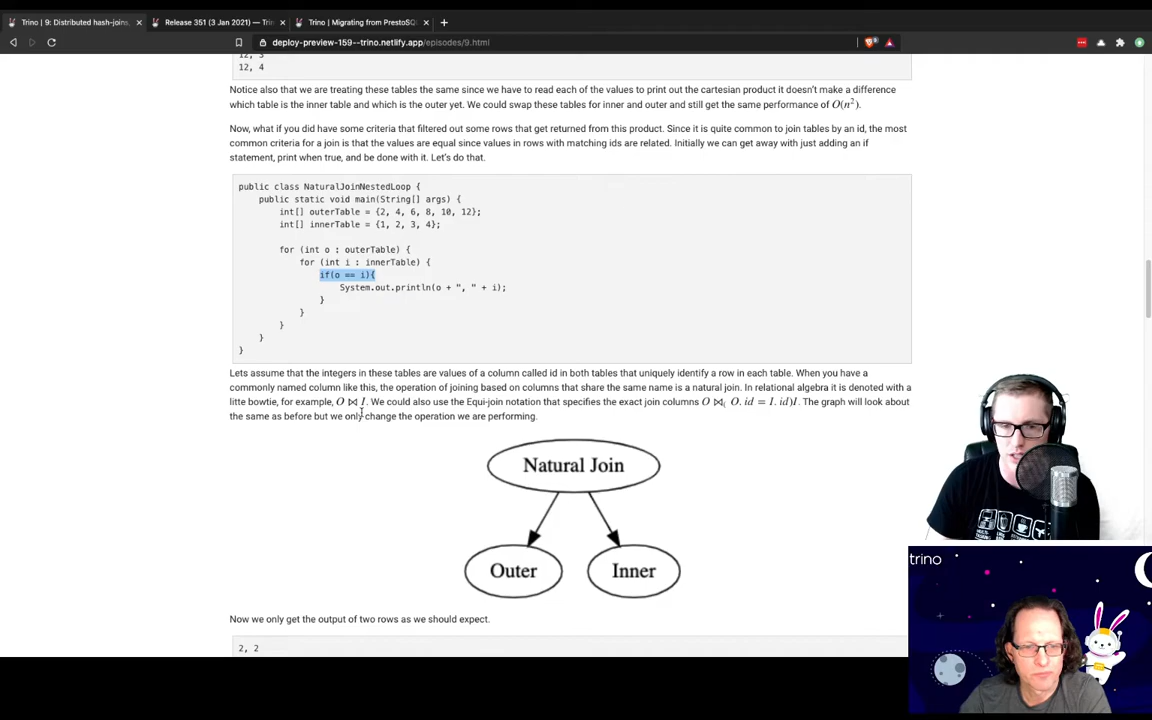 Trino | 9: Distributed hash-joins,
Release 351 (3 Jan 2021) — Trin
Trino | Migrating from PrestoSQ
deploy-preview-159--trino.netlify.app/episodes/9.html
12, 4
Notice also that we are treating these tables the same since we have to read each of the values to print out the cartesian product it doesn't make a difference
which table is the inner table and which is the outer yet. We could swap these tables for inner and outer and still get the same performance of O(n²).
Now, what if you did have some criteria that filtered out some rows that get returned from this product. Since it is quite common to join tables by an id, the most
common criteria for a join is that the values are equal since values in rows with matching ids are related. Initially we can get away with just adding an if
statement, print when true, and be done with it. Let's do that.
public class NaturalJoinNestedLoop {
public static void main(String[] args) {
int[] outerTable = {2, 4, 6, 8, 10, 12};
int[] innerTable = {1, 2, 3, 4};
for (int o : outerTable) {
for (int i : innerTable) {
if(o == i){
System.out.println(o + ", " + i);
}
}
}
}
}
Lets assume that the integers in these tables are values of a column called id in both tables that uniquely identify a row in each table. When you have a
commonly named column like this, the operation of joining based on columns that share the same name is a natural join. In relational algebra it is denoted with a
litte bowtie, for example, O ⋈ I. We could also use the Equi-join notation that specifies the exact join columns O ⋈( O. id = I. id)I. The graph will look about
the same as before but we only change the operation we are performing.
Natural Join
Outer
Inner
Now we only get the output of two rows as we should expect.
2, 2
trino